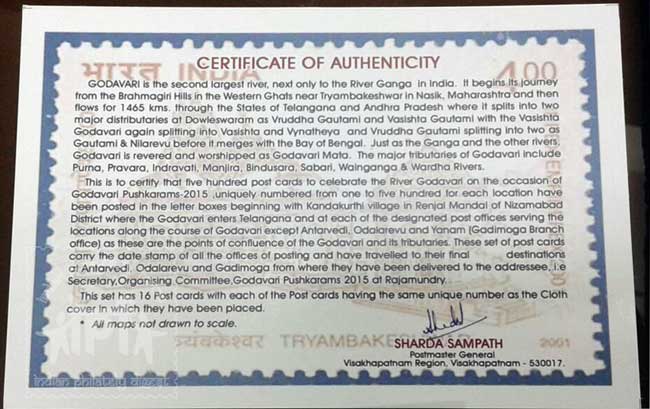 भारत INDIA 4.00
CERTIFICATE OF AUTHENTICITY
GODAVARI is the second largest river, next only to the River Ganga in India. It begins its journey
from the Brahmagiri Hills in the Western Ghats near Tryambakeshwar in Nasik, Maharashtra and then
flows for 1465 kms. through the States of Telangana and Andhra Pradesh where it splits into two
major distributaries at Dowleswaram as Vruddha Gautami and Vasishta Gautami with the Vasishta
Godavari again splitting into Vasishta and Vynatheya and Vruddha Gautami splitting into two as
Gautami & Nilarevu before it merges with the Bay of Bengal. Just as the Ganga and the other rivers,
Godavari is revered and worshipped as Godavari Mata. The major tributaries of Godavari include
Purna, Pravara, Indravati, Manjira, Bindusara, Sabari, Wainganga & Wardha Rivers.
This is to certify that five hundred post cards to celebrate the River Godavari on the occasion of
Godavari Pushkarams-2015 ,uniquely numbered from one to five hundred for each location have
been posted in the letter boxes beginning with Kandakurthi village in Renjal Mandal of Nizamabad
District where the Godavari enters Telangana and at each of the designated post offices serving the
locations along the course of Godavari except Antarvedi, Odalarevu and Yanam (Gadimoga Branch
office) as these are the points of confluence of the Godavari and its tributaries. These set of post cards
carry the date stamp of all the offices of posting and have travelled to their final destinations
at Antarvedi, Odalarevu and Gadimoga from where they have been delivered to the addressee, i.e
Secretary,Organising Committee,Godavari Pushkarams 2015 at Rajamundry.
This set has 16 Post cards with each of the Post cards having the same unique number as the Cloth
cover in which they have been placed.
* All maps not drawn to scale.
त्र्यंबकेश्वर TRYAMBAKESHWAR 2001
SHARDA SAMPATH
Postmaster General
Visakhapatnam Region, Visakhapatnam - 530017.
indian philately digest